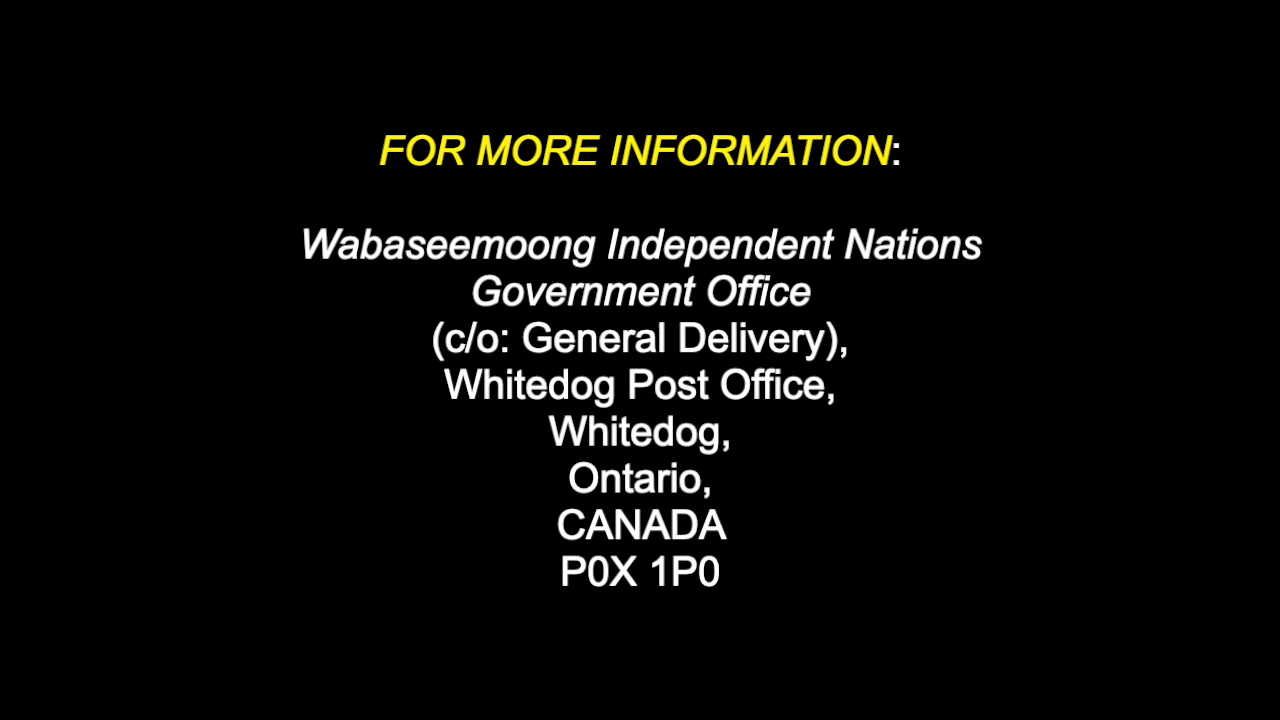 FOR MORE INFORMATION:
Wabaseemoong Independent Nations
Government Office
(c/o: General Delivery),
Whitedog Post Office,
Whitedog,
Ontario,
CANADA
P0X 1P0